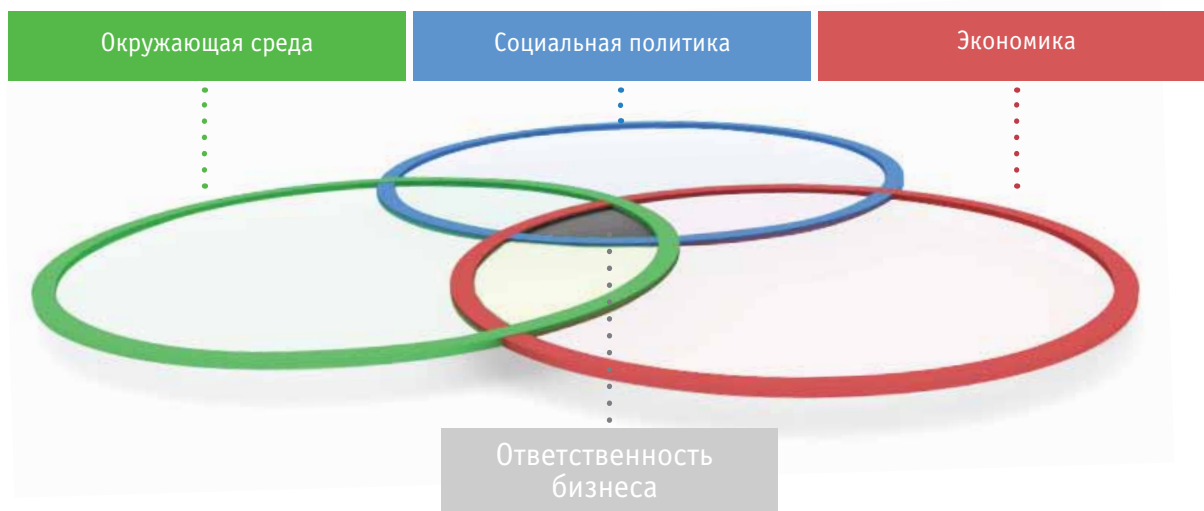 Окружающая среда
Социальная политика
Экономика
Ответственность
бизнеса